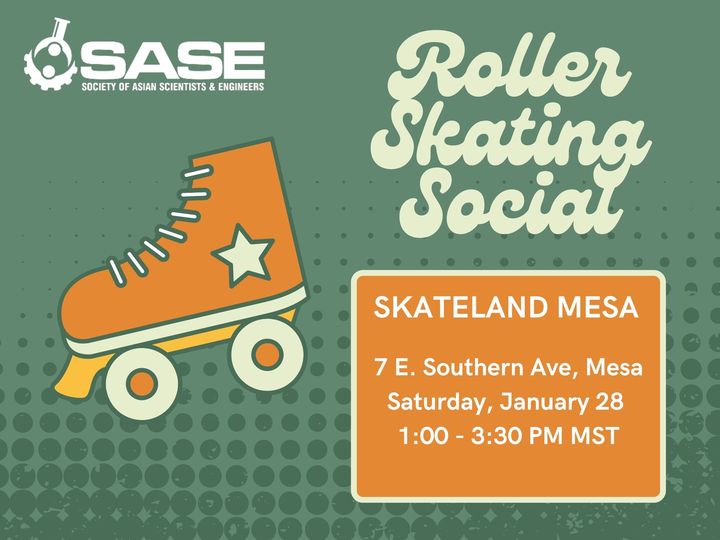 SASE
SOCIETY OF ASIAN SCIENTISTS & ENGINEERS
Roller
Skating
Social
SKATELAND MESA
7 E. Southern Ave, Mesa
Saturday, January 28
1:00 - 3:30 PM MST